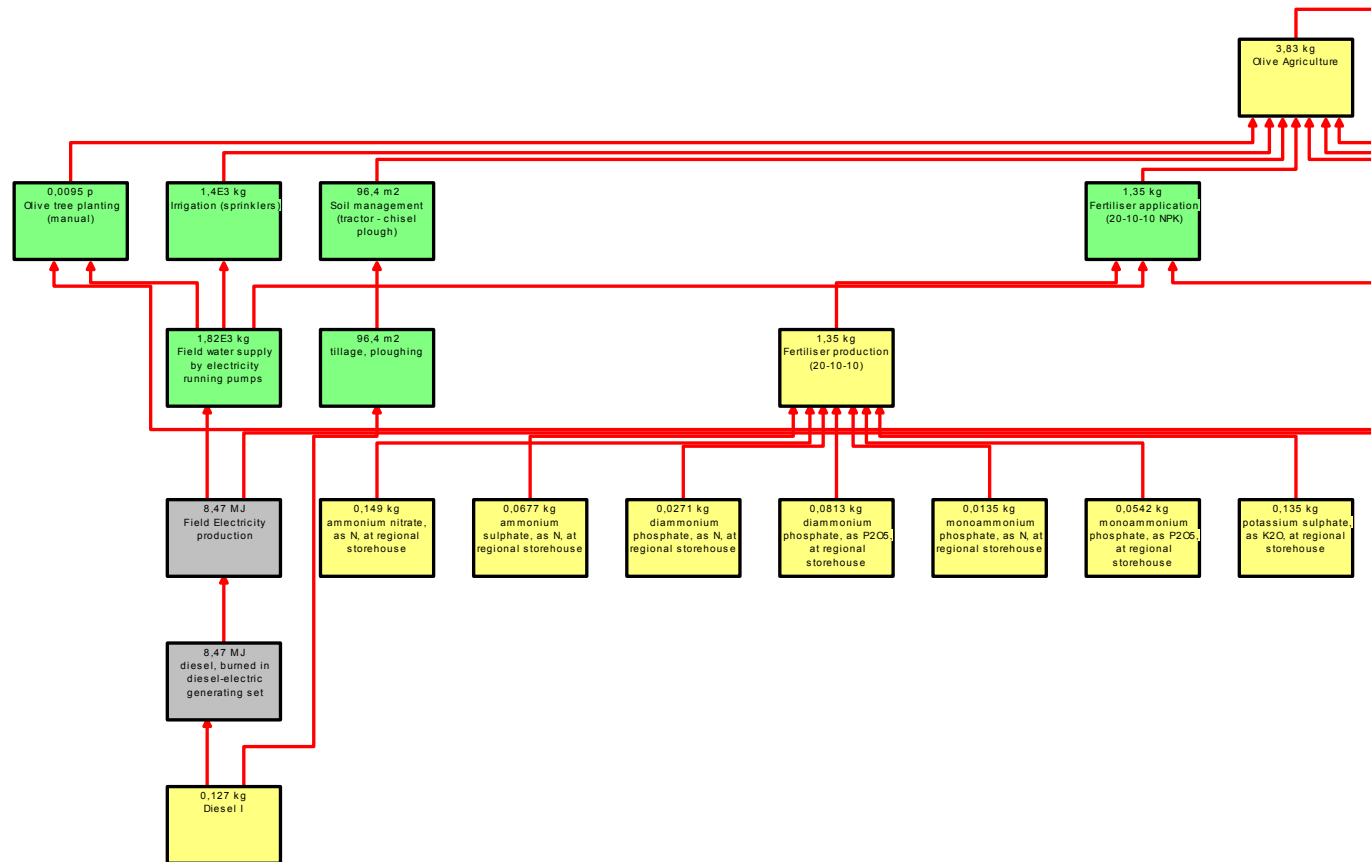 3,83 kg
Olive Agriculture
0,0095 p
Olive tree planting
(manual)
1,4E3 kg
Irrigation (sprinklers)
96,4 m2
Soil management
(tractor - chisel
plough)
1,35 kg
Fertiliser application
(20-10-10 NPK)
1,82E3 kg
Field water supply
by electricity
running pumps
96,4 m2
tillage, ploughing
1,35 kg
Fertiliser production
(20-10-10)
8,47 MJ
Field Electricity
production
0,149 kg
ammonium nitrate,
as N, at regional
storehouse
0,0677 kg
ammonium
sulphate, as N, at
regional storehouse
0,0271 kg
diammonium
phosphate, as N, at
regional storehouse
0,0813 kg
diammonium
phosphate, as P2O5,
at regional
storehouse
0,0135 kg
monoammonium
phosphate, as N, at
regional storehouse
0,0542 kg
monoammonium
phosphate, as P2O5,
at regional
storehouse
0,135 kg
potassium sulphate,
as K2O, at regional
storehouse
8,47 MJ
diesel, burned in
diesel-electric
generating set
0,127 kg
Diesel I